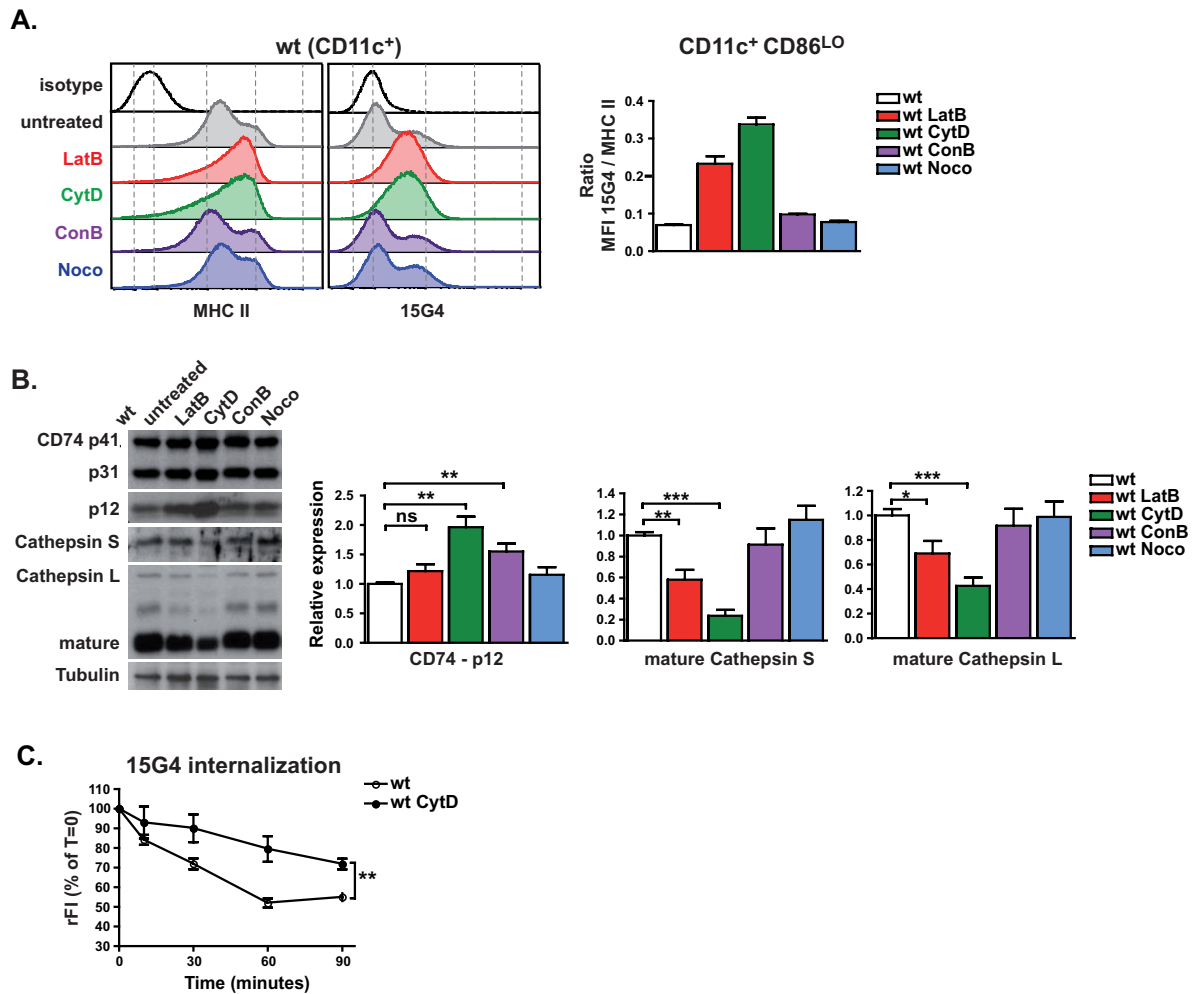 A.
wt (CD11c+)
CD11c+ CD86LO
isotype
untreated
LatB
CytD
ConB
Noco
MHC II
15G4
Ratio
MFI 15G4 / MHC II
0.4
0.3
0.2
0.1
0.0
wt
wt LatB
wt CytD
wt ConB
wt Noco
B.
wt
untreated
LatB
CytD
ConB
Noco
CD74 p41
p31
p12
Cathepsin S
Cathepsin L
mature
Tubulin
Relative expression
2.5
2.0
1.5
1.0
0.5
0.0
ns
**
**
CD74 - p12
1.4
1.2
1.0
0.8
0.6
0.4
0.2
0.0
**
***
mature Cathepsin S
1.2
1.0
0.8
0.6
0.4
0.2
0.0
*
***
mature Cathepsin L
wt
wt LatB
wt CytD
wt ConB
wt Noco
C.
15G4 internalization
wt
wt CytD
rFI (% of T=0)
110
100
90
80
70
60
50
40
30
**
0 30 60 90
Time (minutes)